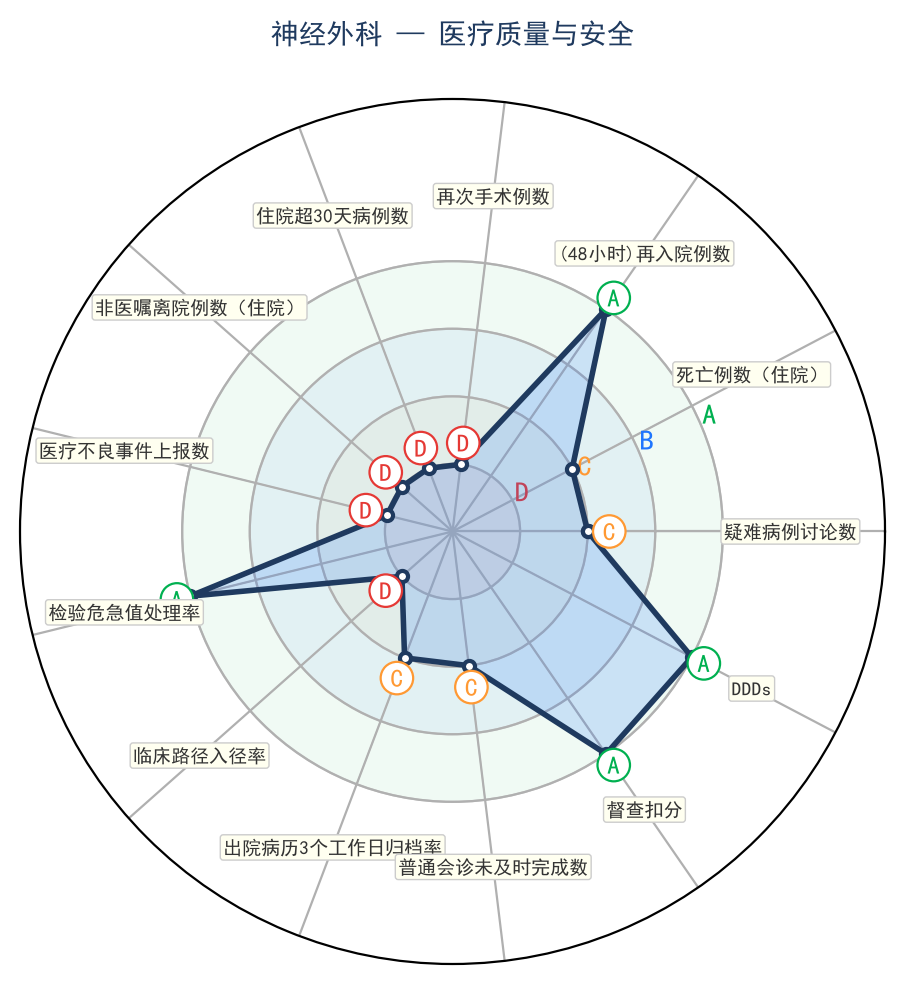 神经外科 — 医疗质量与安全
再次手术例数
住院超30天病例数
(48小时)再入院例数
A
非医嘱离院例数（住院）
死亡例数（住院）
A
B
D
D
医疗不良事件上报数
D
C
D
D
疑难病例讨论数
C
A
检验危急值处理率
D
A
DDDs
C
C
临床路径入径率
A
督查扣分
出院病历3个工作日归档率
普通会诊未及时完成数